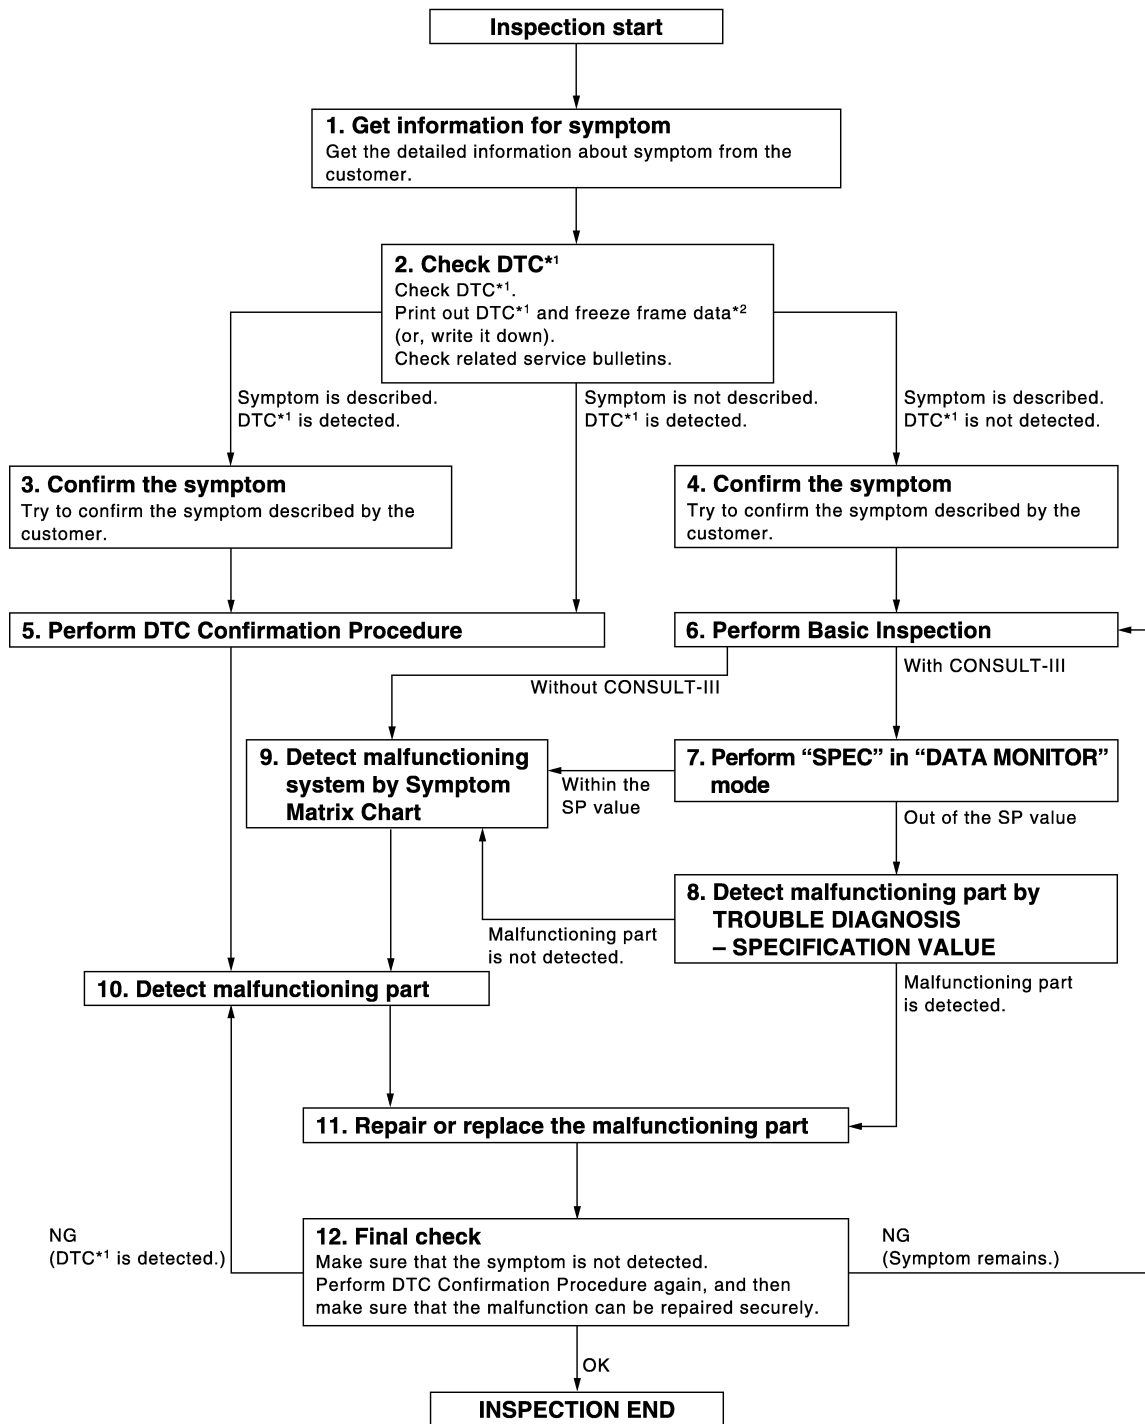 Inspection start
1. Get information for symptom
Get the detailed information about symptom from the
customer.
2. Check DTC*1
Check DTC*1.
Print out DTC*1 and freeze frame data*2
(or, write it down).
Check related service bulletins.
Symptom is described.
DTC*1 is detected.
Symptom is not described.
DTC*1 is detected.
Symptom is described.
DTC*1 is not detected.
3. Confirm the symptom
Try to confirm the symptom described by the
customer.
4. Confirm the symptom
Try to confirm the symptom described by the
customer.
5. Perform DTC Confirmation Procedure
6. Perform Basic Inspection
With CONSULT-III
Without CONSULT-III
9. Detect malfunctioning
system by Symptom
Matrix Chart
Within the
SP value
7. Perform “SPEC” in “DATA MONITOR”
mode
Out of the SP value
8. Detect malfunctioning part by
TROUBLE DIAGNOSIS
– SPECIFICATION VALUE
Malfunctioning part
is not detected.
Malfunctioning part
is detected.
10. Detect malfunctioning part
11. Repair or replace the malfunctioning part
NG
(DTC*1 is detected.)
12. Final check
Make sure that the symptom is not detected.
Perform DTC Confirmation Procedure again, and then
make sure that the malfunction can be repaired securely.
NG
(Symptom remains.)
OK
INSPECTION END